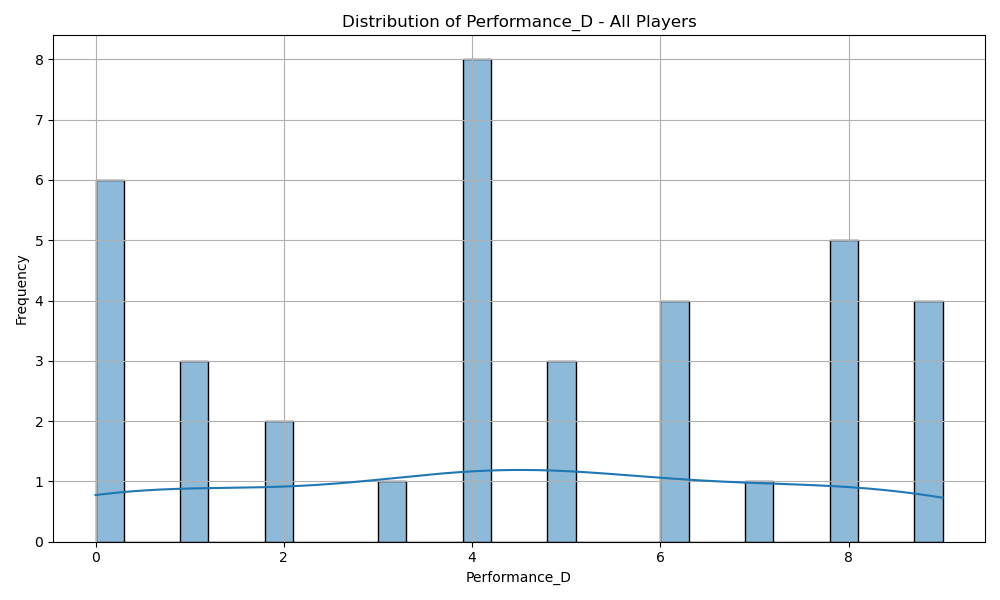 Distribution of Performance_D - All Players
Frequency
8
7
6
5
4
3
2
1
0
0 2 4 6 8
Performance_D